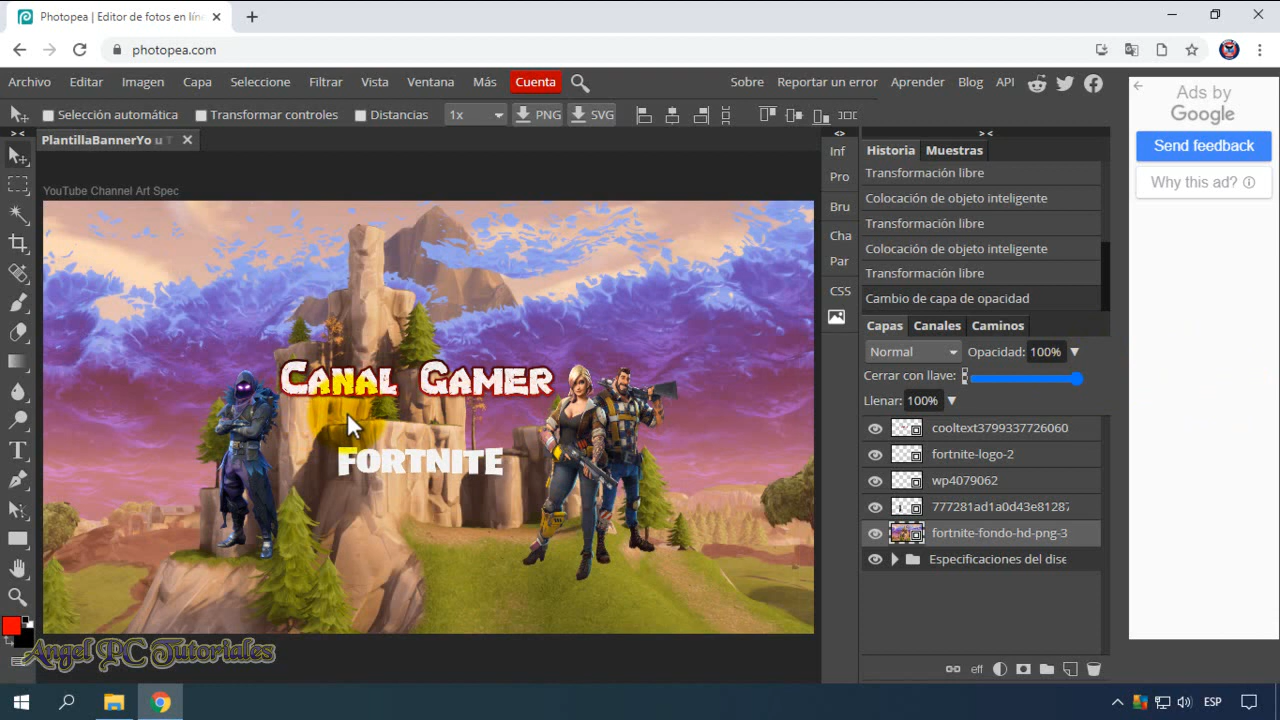 Photopea | Editor de fotos en líne
photopea.com
Archivo Editar Imagen Capa Seleccione Filtrar Vista Ventana Más Cuenta Sobre Reportar un error Aprender Blog API
Selección automática Transformar controles Distancias 1x PNG SVG
PlantillaBannerYouT
YouTube Channel Art Spec
CANAL GAMER
FORTNITE
Angel PC Tutoriales
Inf
Pro
Bru
Cha
Par
CSS
Historia Muestras
Transformación libre
Colocación de objeto inteligente
Transformación libre
Colocación de objeto inteligente
Transformación libre
Cambio de capa de opacidad
Capas Canales Caminos
Normal Opacidad: 100%
Cerrar con llave:
Llenar: 100%
cooltext3799337726060
fortnite-logo-2
wp4079062
777281ad1a0d43e81287
fortnite-fondo-hd-png-3
Especificaciones del dise
eff
Ads by
Google
Send feedback
Why this ad?
ESP